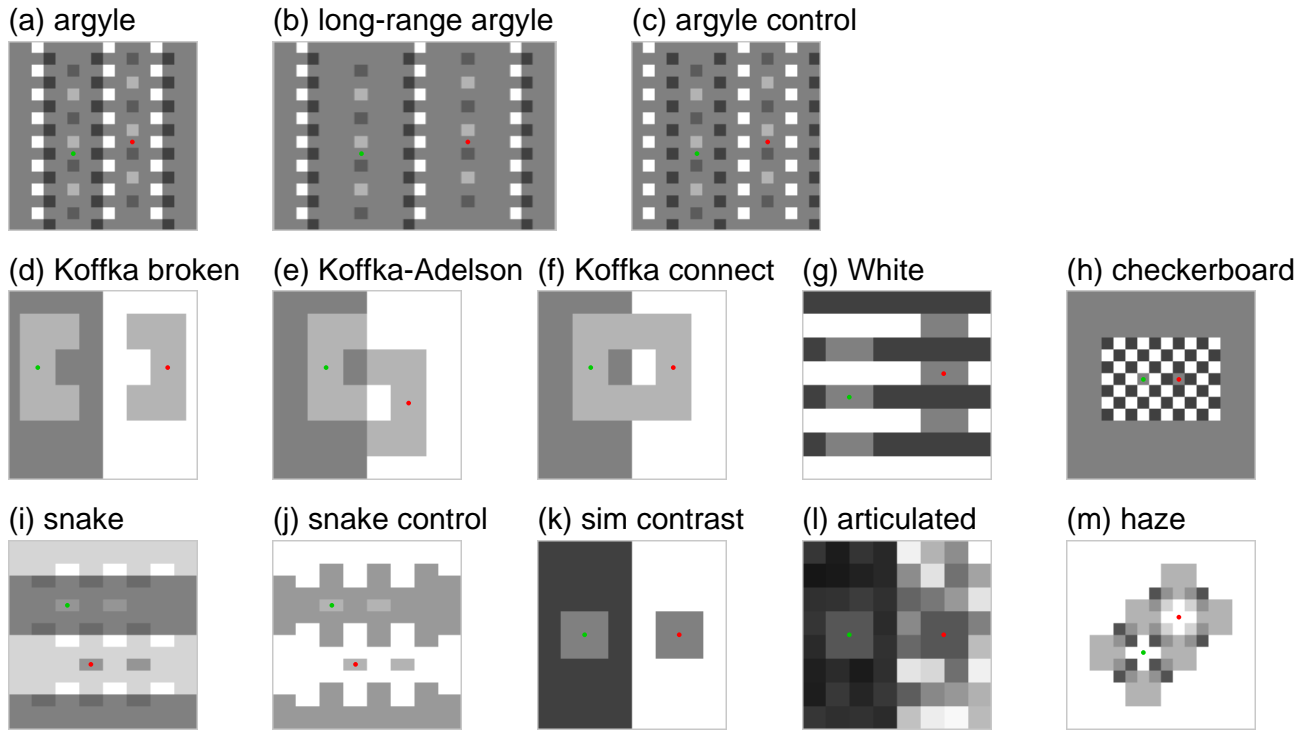 (a) argyle
(b) long-range argyle
(c) argyle control
(d) Koffka broken
(e) Koffka-Adelson
(f) Koffka connect
(g) White
(h) checkerboard
(i) snake
(j) snake control
(k) sim contrast
(l) articulated
(m) haze